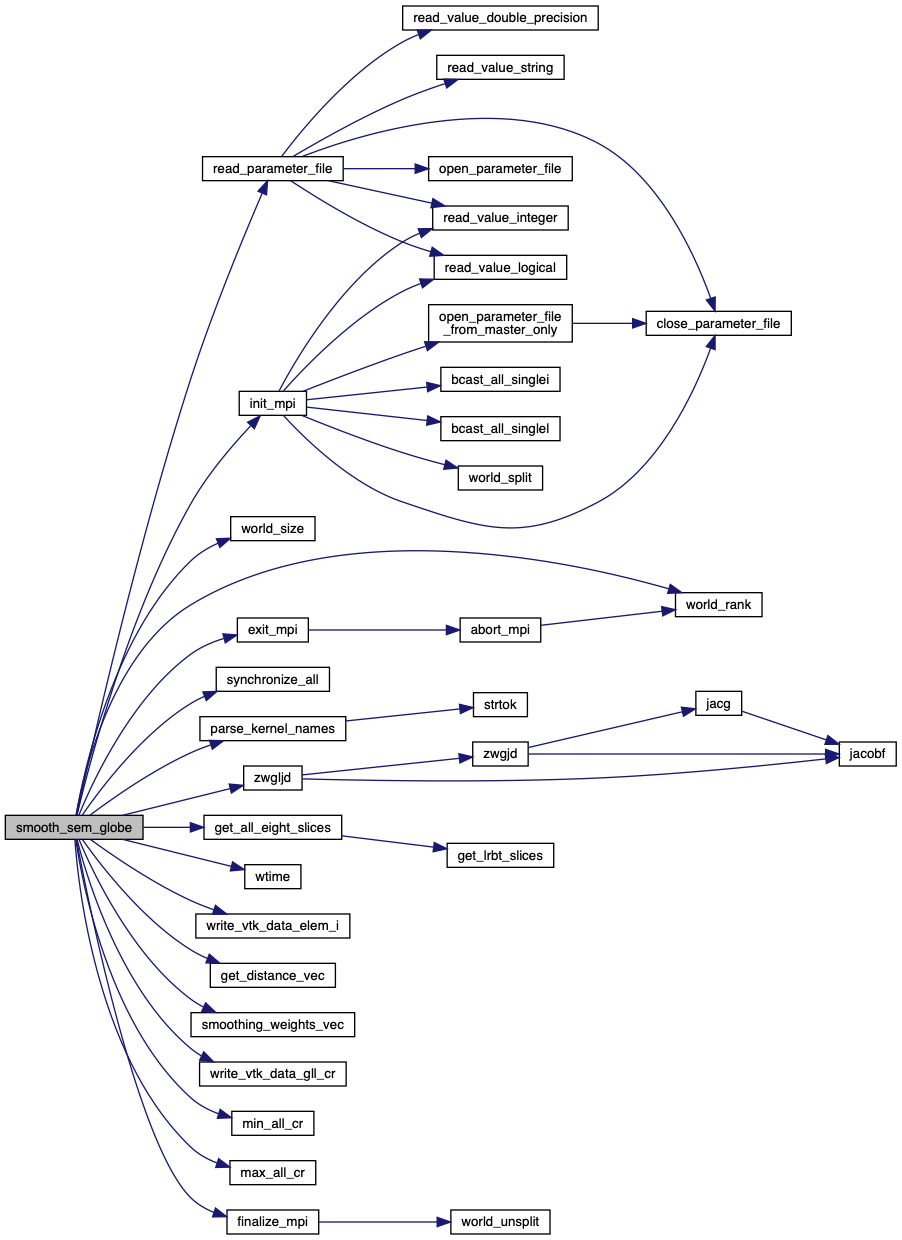 read_value_double_precision
read_value_string
read_parameter_file
open_parameter_file
read_value_integer
read_value_logical
open_parameter_file
_from_master_only
close_parameter_file
init_mpi
bcast_all_singlei
bcast_all_singlel
world_split
world_size
world_rank
exit_mpi
abort_mpi
synchronize_all
strtok
jacg
parse_kernel_names
zwgjd
jacobf
zwgljd
smooth_sem_globe
get_all_eight_slices
get_lrbt_slices
wtime
write_vtk_data_elem_i
get_distance_vec
smoothing_weights_vec
write_vtk_data_gll_cr
min_all_cr
max_all_cr
finalize_mpi
world_unsplit